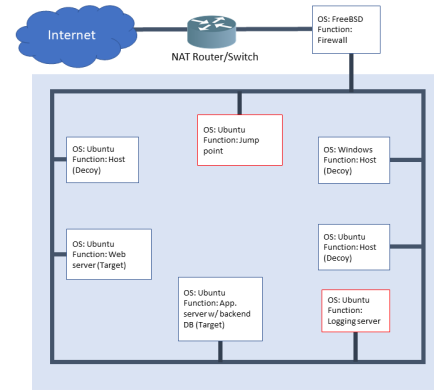 Internet
NAT Router/Switch
OS: FreeBSD
Function:
Firewall
OS: Ubuntu
Function: Jump
point
OS: Ubuntu
Function: Host
(Decoy)
OS: Windows
Function: Host
(Decoy)
OS: Ubuntu
Function: Web
server (Target)
OS: Ubuntu
Function: Host
(Decoy)
OS: Ubuntu
Function: App.
server w/ backend
DB (Target)
OS: Ubuntu
Function:
Logging server